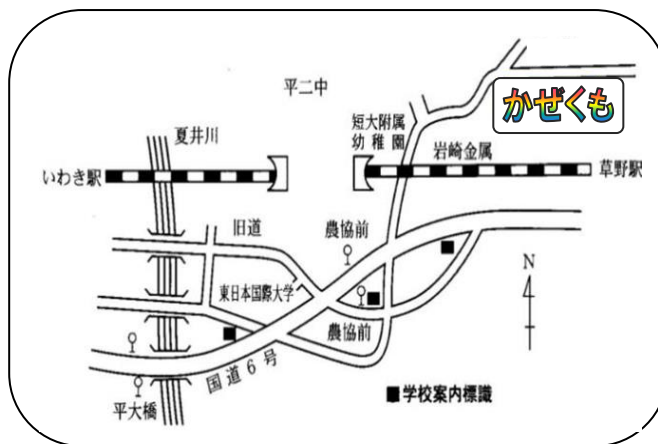 平二中
かぜくも
短大附属
幼稚園
夏井川
岩崎金属
いわき駅
草野駅
旧道
農協前
東日本国際大学
N
農協前
国道6号
平大橋
■学校案内標識